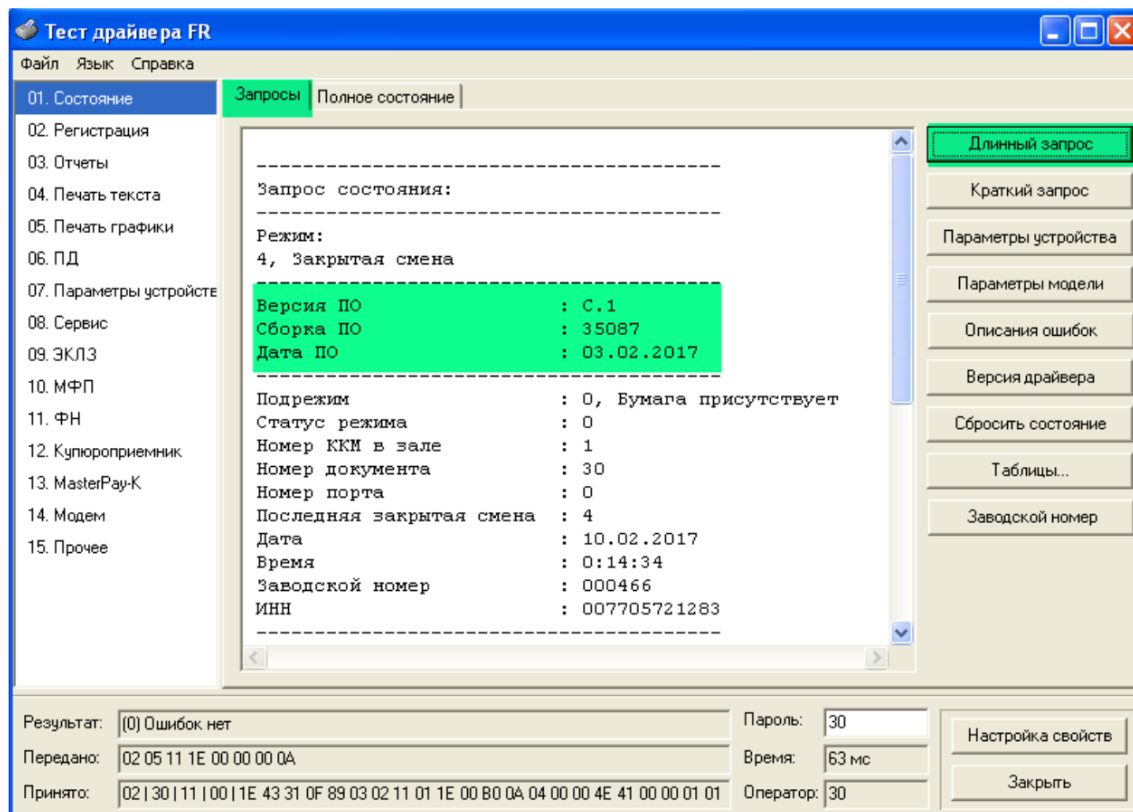 Тест драйвера FR
Файл Язык Справка
01. Состояние
02. Регистрация
03. Отчеты
04. Печать текста
05. Печать графики
06. ПД
07. Параметры устройств
08. Сервис
09. ЭКЛЗ
10. МФП
11. ФН
12. Купюроприемник
13. MasterPay-K
14. Модем
15. Прочее
Запросы Полное состояние
----------------------------------------
Запрос состояния:
----------------------------------------
Режим:
4, Закрытая смена
----------------------------------------
Версия ПО : C.1
Сборка ПО : 35087
Дата ПО : 03.02.2017
----------------------------------------
Подрежим : 0, Бумага присутствует
Статус режима : 0
Номер ККМ в зале : 1
Номер документа : 30
Номер порта : 0
Последняя закрытая смена : 4
Дата : 10.02.2017
Время : 0:14:34
Заводской номер : 000466
ИНН : 007705721283
----------------------------------------
Длинный запрос
Краткий запрос
Параметры устройства
Параметры модели
Описания ошибок
Версия драйвера
Сбросить состояние
Таблицы...
Заводской номер
Результат: (0) Ошибок нет
Передано: 02 05 11 1E 00 00 00 0A
Принято: 02 | 30 | 11 | 00 | 1E 43 31 0F 89 03 02 11 01 1E 00 B0 0A 04 00 00 4E 41 00 00 01 01
Пароль: 30
Время: 63 мс
Оператор: 30
Настройка свойств
Закрыть